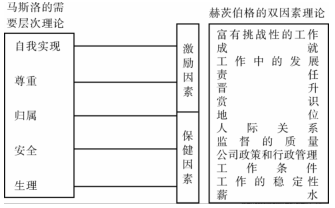 马斯洛的需
要层次理论
自我实现
尊重
归属
安全
生理
激励因素
保健因素
赫茨伯格的双因素理论
富有挑战性的工作
成就
工作中的发展
责任
晋升
赏识
地位
人际关系
监督的质量
公司政策和行政管理
工作条件
工作的稳定性
薪水